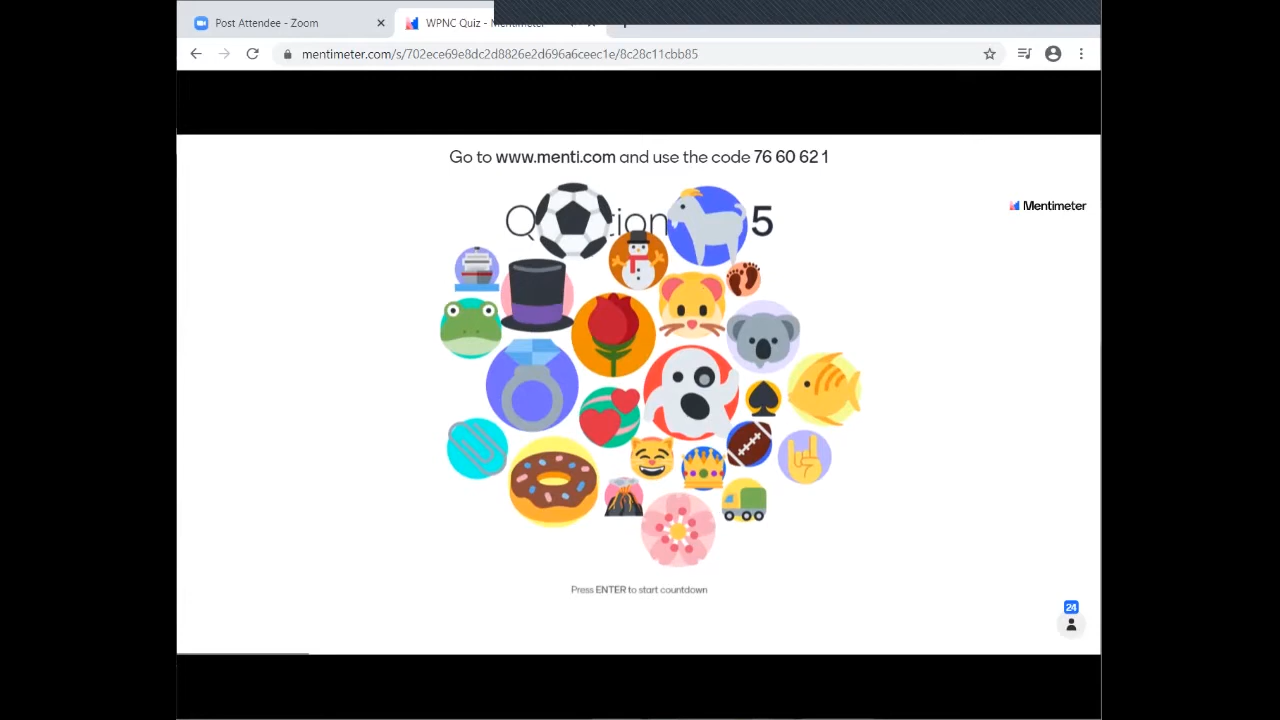 Post Attendee - Zoom
WPNC Quiz - Mentimeter
mentimeter.com/s/702ece69e8dc2d8826e2d696a6ceec1e/8c28c11cbb85
Go to www.menti.com and use the code 76 60 62 1
5
Mentimeter
Press ENTER to start countdown
24